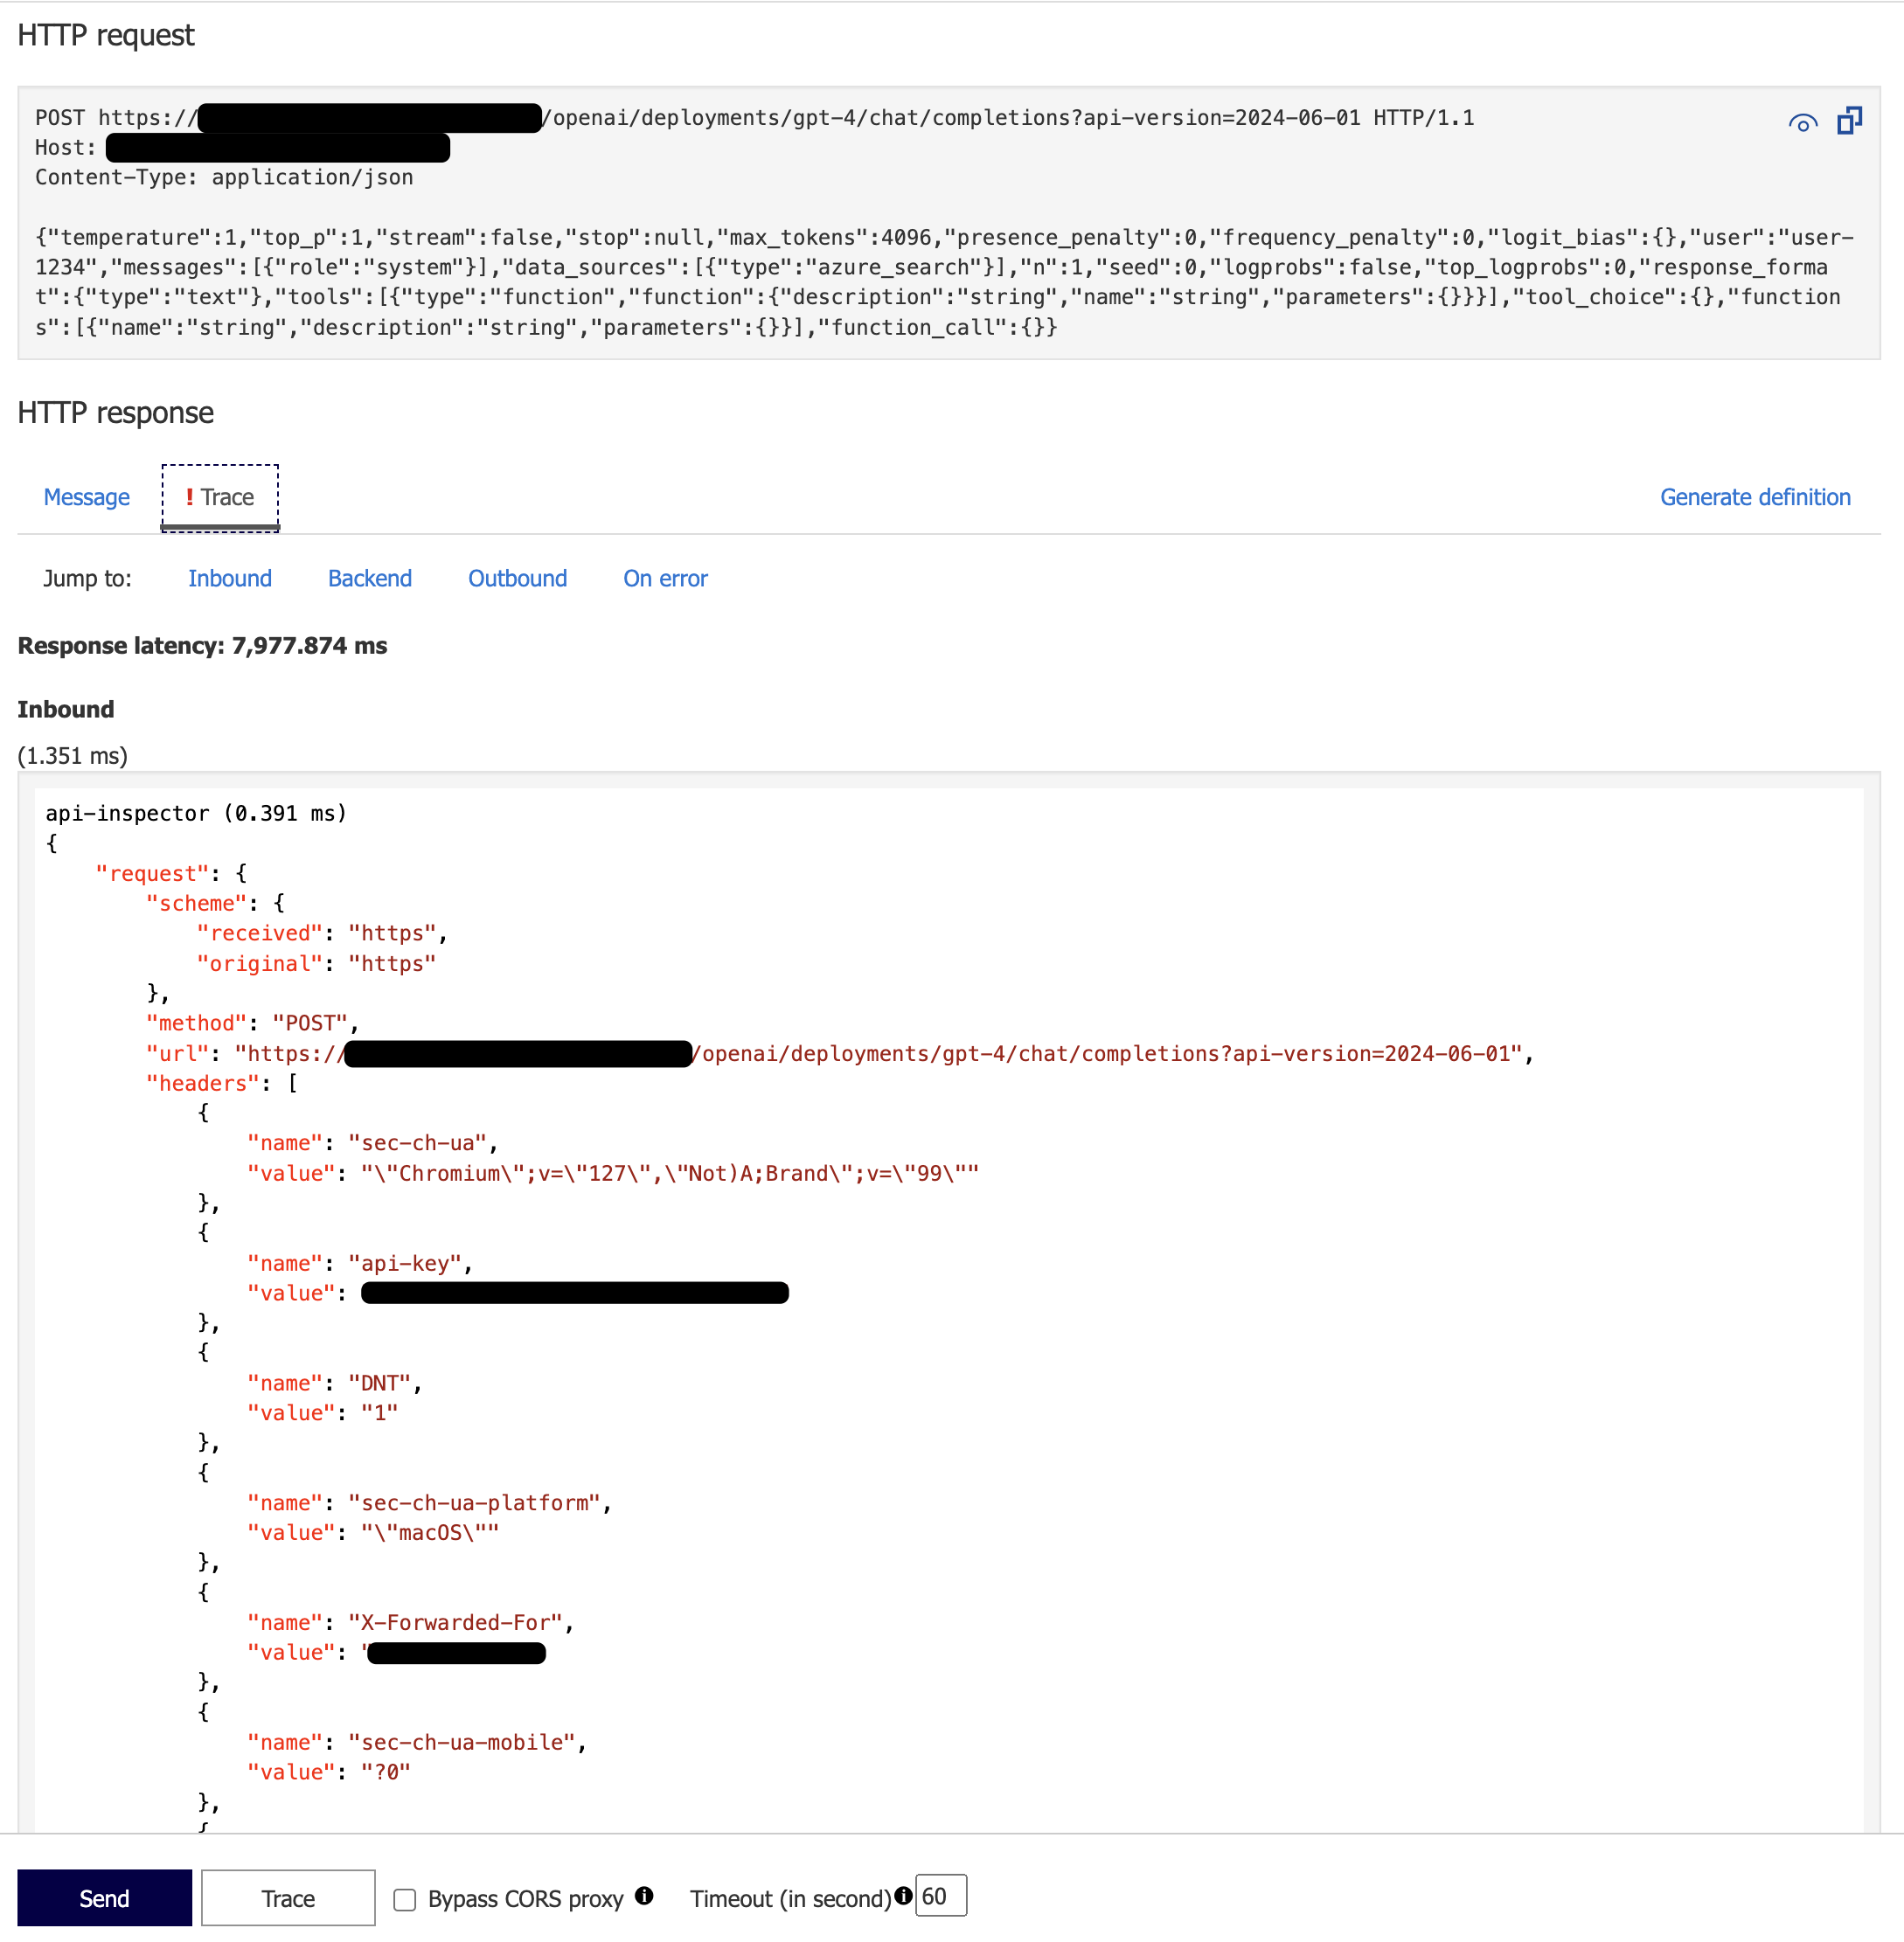 HTTP request
POST https:///openai/deployments/gpt-4/chat/completions?api-version=2024-06-01 HTTP/1.1
Host:
Content-Type: application/json
{"temperature":1,"top_p":1,"stream":false,"stop":null,"max_tokens":4096,"presence_penalty":0,"frequency_penalty":0,"logit_bias":{},"user":"user-
1234","messages":[{"role":"system"}],"data_sources":[{"type":"azure_search"}],"n":1,"seed":0,"logprobs":false,"top_logprobs":0,"response_forma
t":{"type":"text"},"tools":[{"type":"function","function":{"description":"string","name":"string","parameters":{}}}],"tool_choice":{},"function
s":[{"name":"string","description":"string","parameters":{}}],"function_call":{}}
HTTP response
Message ! Trace Generate definition
Jump to: Inbound Backend Outbound On error
Response latency: 7,977.874 ms
Inbound
(1.351 ms)
api-inspector (0.391 ms)
{
"request": {
"scheme": {
"received": "https",
"original": "https"
},
"method": "POST",
"url": "https:///openai/deployments/gpt-4/chat/completions?api-version=2024-06-01",
"headers": [
{
"name": "sec-ch-ua",
"value": "\"Chromium\";v=\"127\",\"Not)A;Brand\";v=\"99\""
},
{
"name": "api-key",
"value":
},
{
"name": "DNT",
"value": "1"
},
{
"name": "sec-ch-ua-platform",
"value": "\"macOS\""
},
{
"name": "X-Forwarded-For",
"value": "
},
{
"name": "sec-ch-ua-mobile",
"value": "?0"
},
{
Send Trace Bypass CORS proxy Timeout (in second) 60